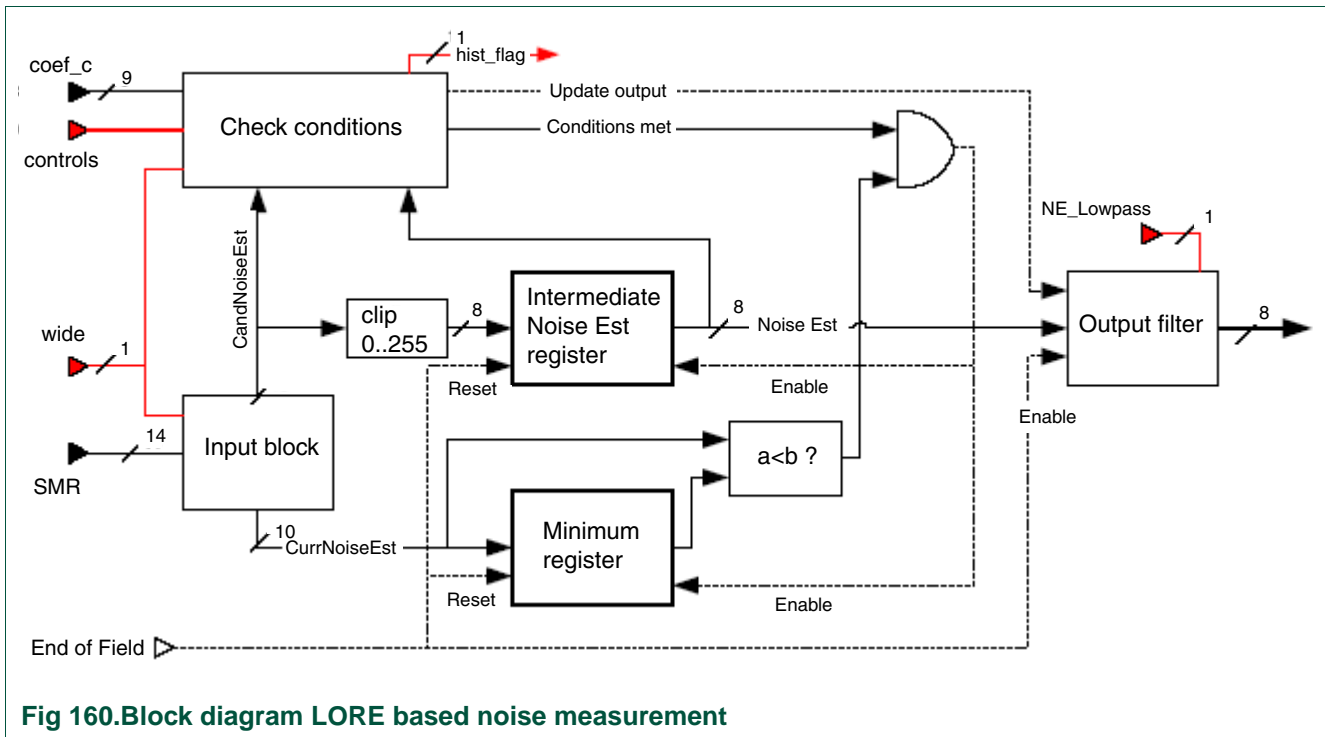 1
hist_flag
coef_c
9
Update output
Check conditions
Conditions met
controls
NE_Lowpass
1
CandNoiseEst
clip
0..255
8
Intermediate
Noise Est
register
8
Noise Est
Output filter
8
wide
1
Reset
Enable
Enable
14
Input block
a<b ?
SMR
10
CurrNoiseEst
Minimum
register
Reset
Enable
End of Field
Fig 160.Block diagram LORE based noise measurement